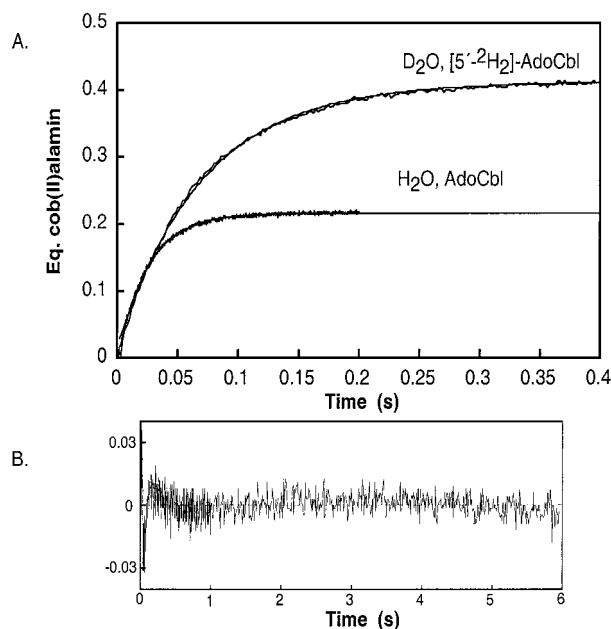 A.
0.5
D₂O, [5´-²H₂]-AdoCbl
0.4
Eq. cob(II)alamin
0.3
H₂O, AdoCbl
0.2
0.1
0
0 0.05 0.1 0.15 0.2 0.25 0.3 0.35 0.4
Time (s)
B.
0.03
0
-0.03
0 1 2 3 4 5 6
Time (s)